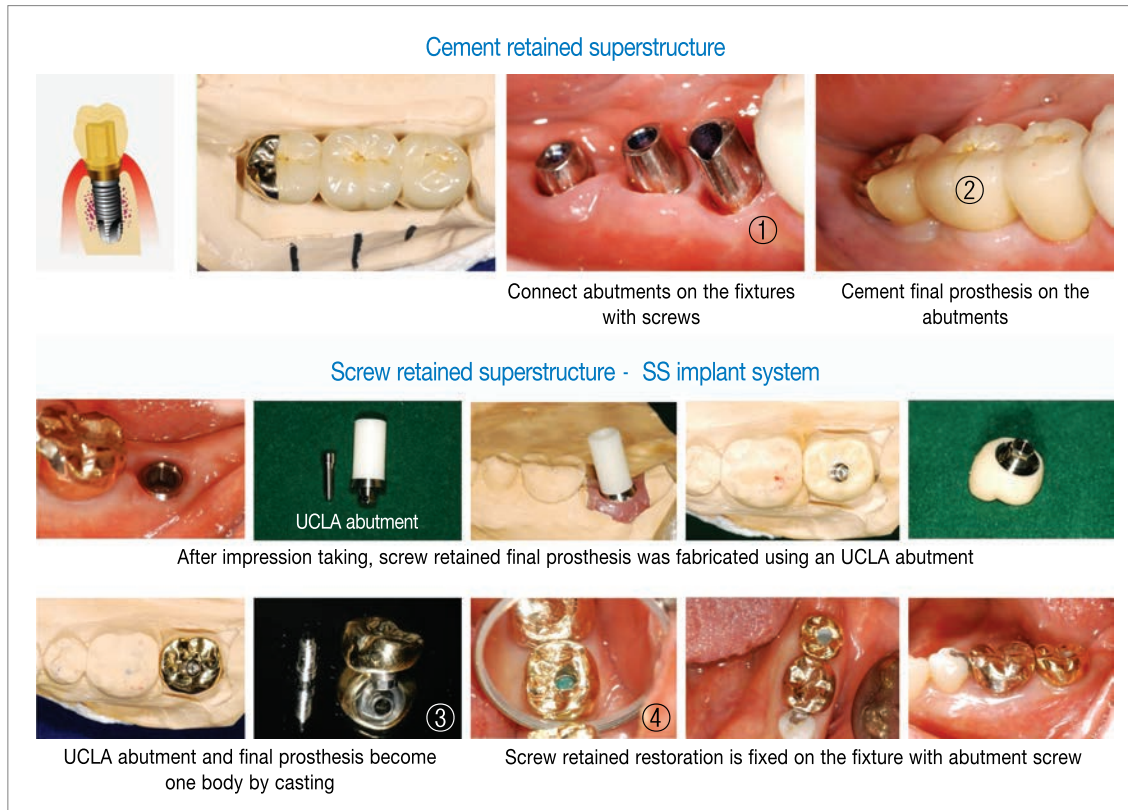 Cement retained superstructure
①
②
Connect abutments on the fixtures
with screws
Cement final prosthesis on the
abutments
Screw retained superstructure - SS implant system
UCLA abutment
After impression taking, screw retained final prosthesis was fabricated using an UCLA abutment
③
④
UCLA abutment and final prosthesis become
one body by casting
Screw retained restoration is fixed on the fixture with abutment screw